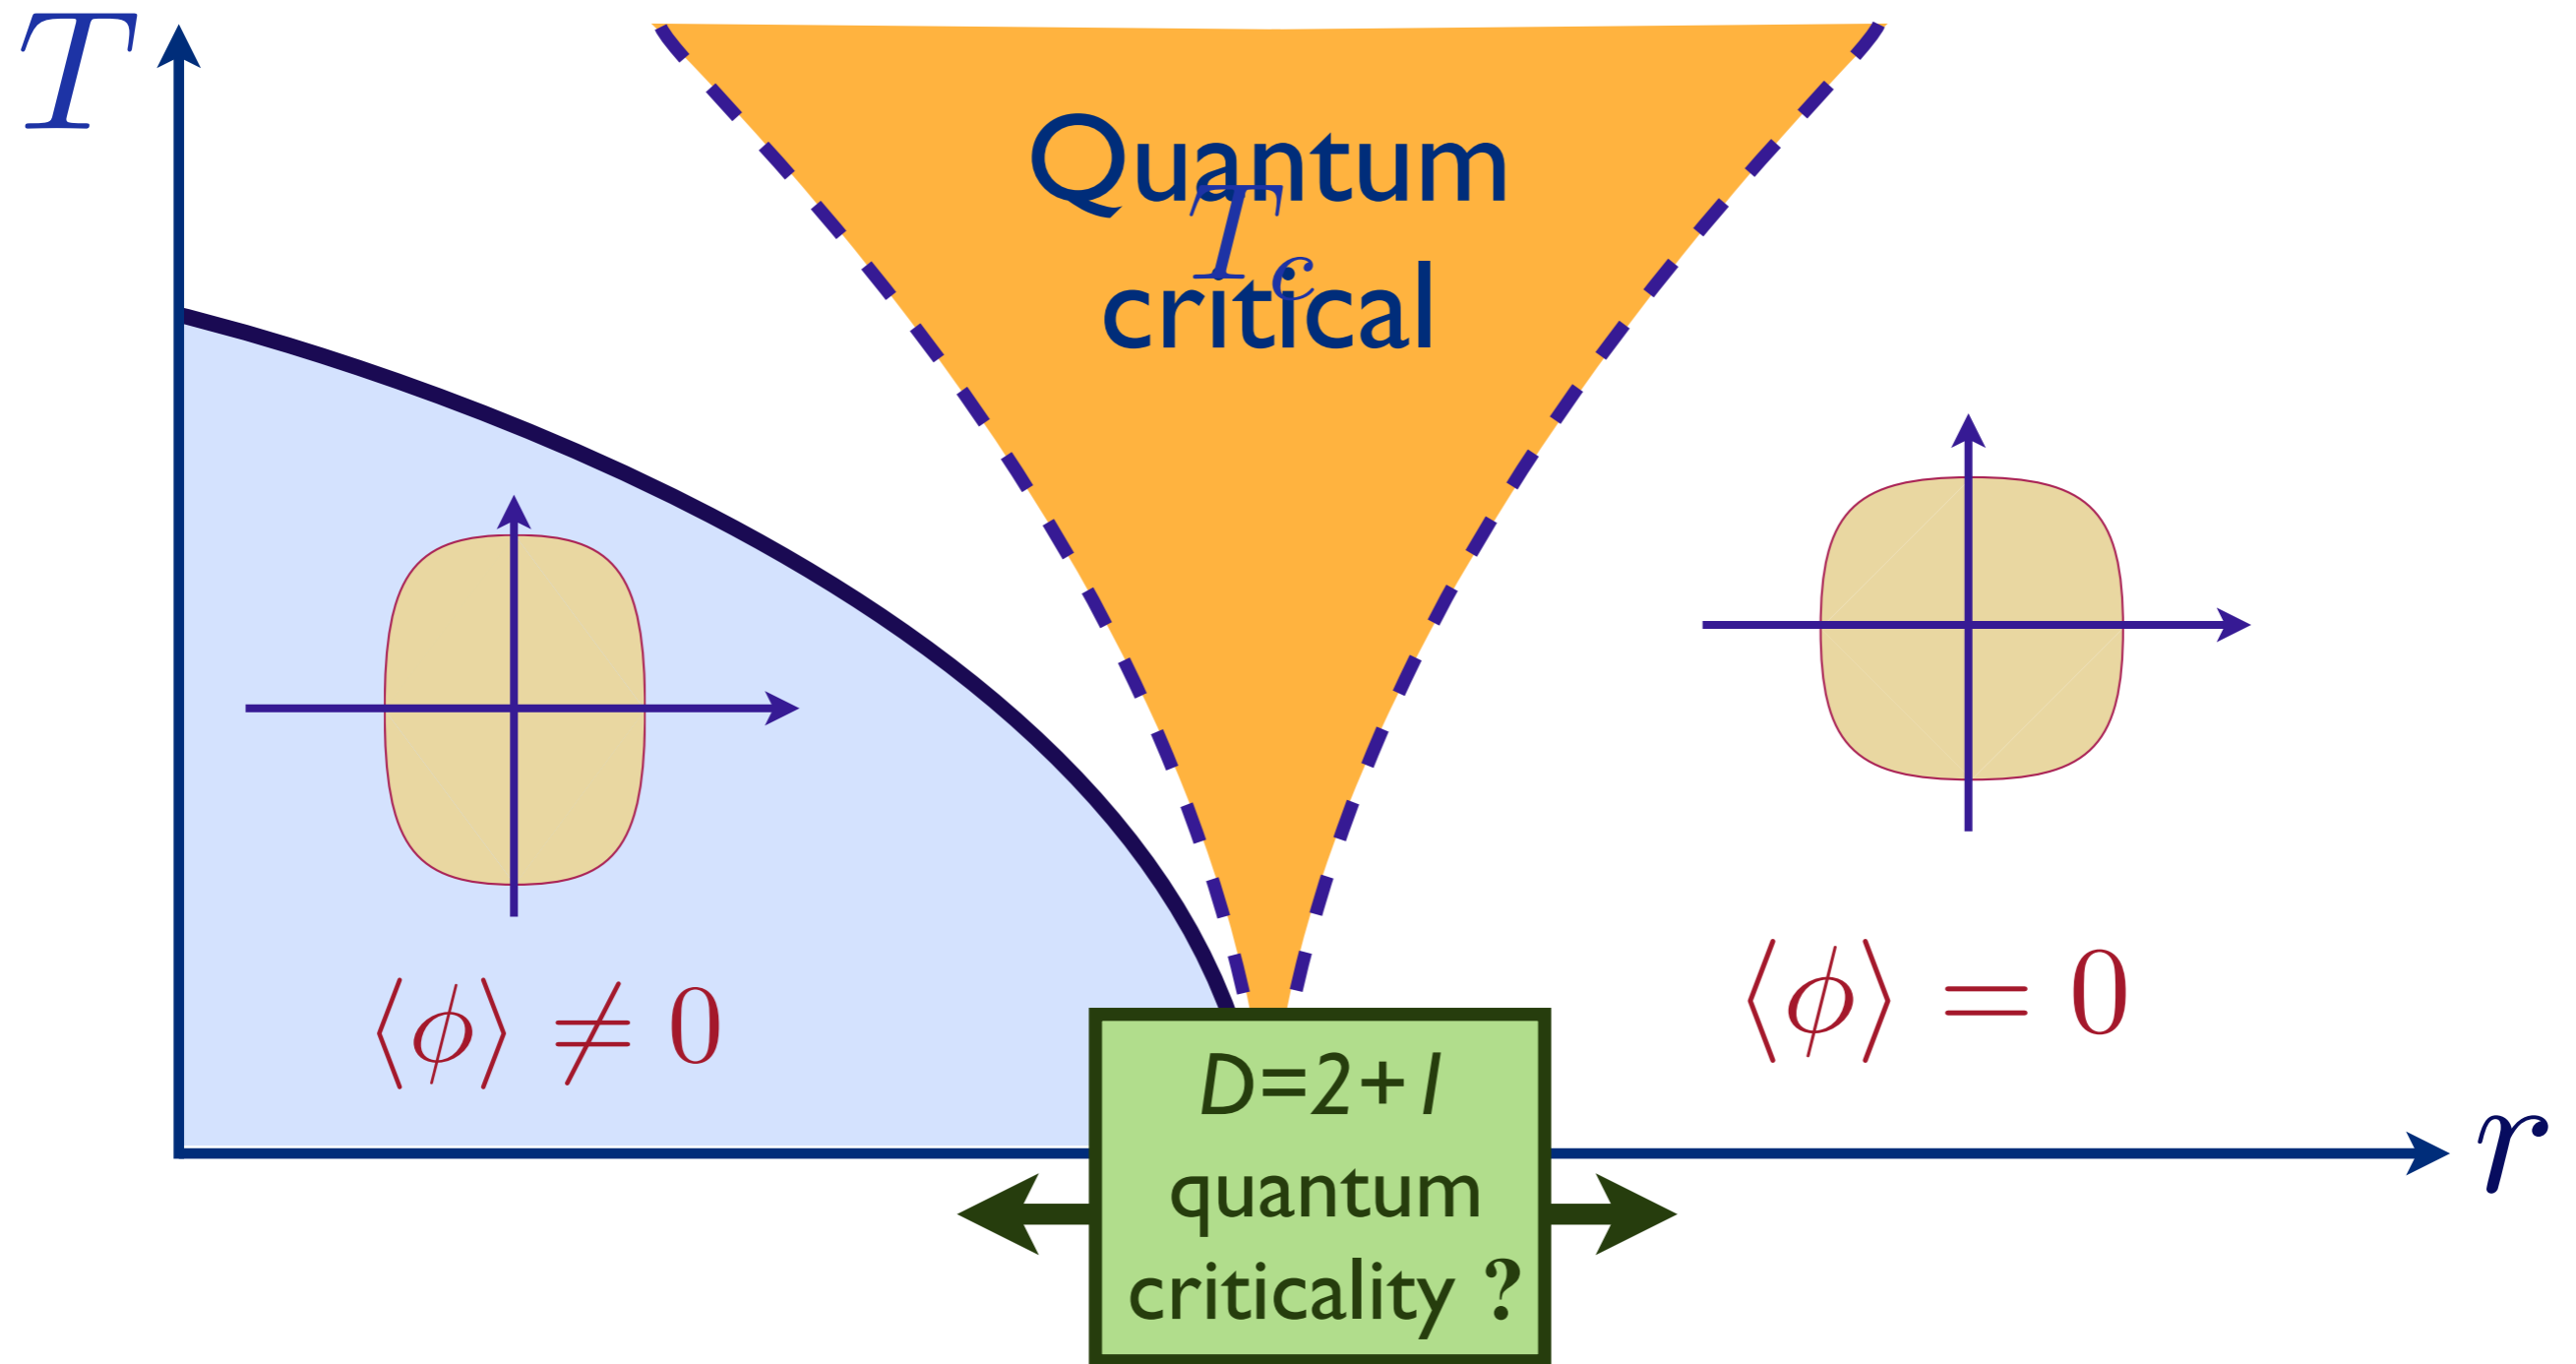 T
Quantum
T_c
critical
⟨ϕ⟩ ≠ 0
⟨ϕ⟩ = 0
r
D=2+1
quantum
criticality ?